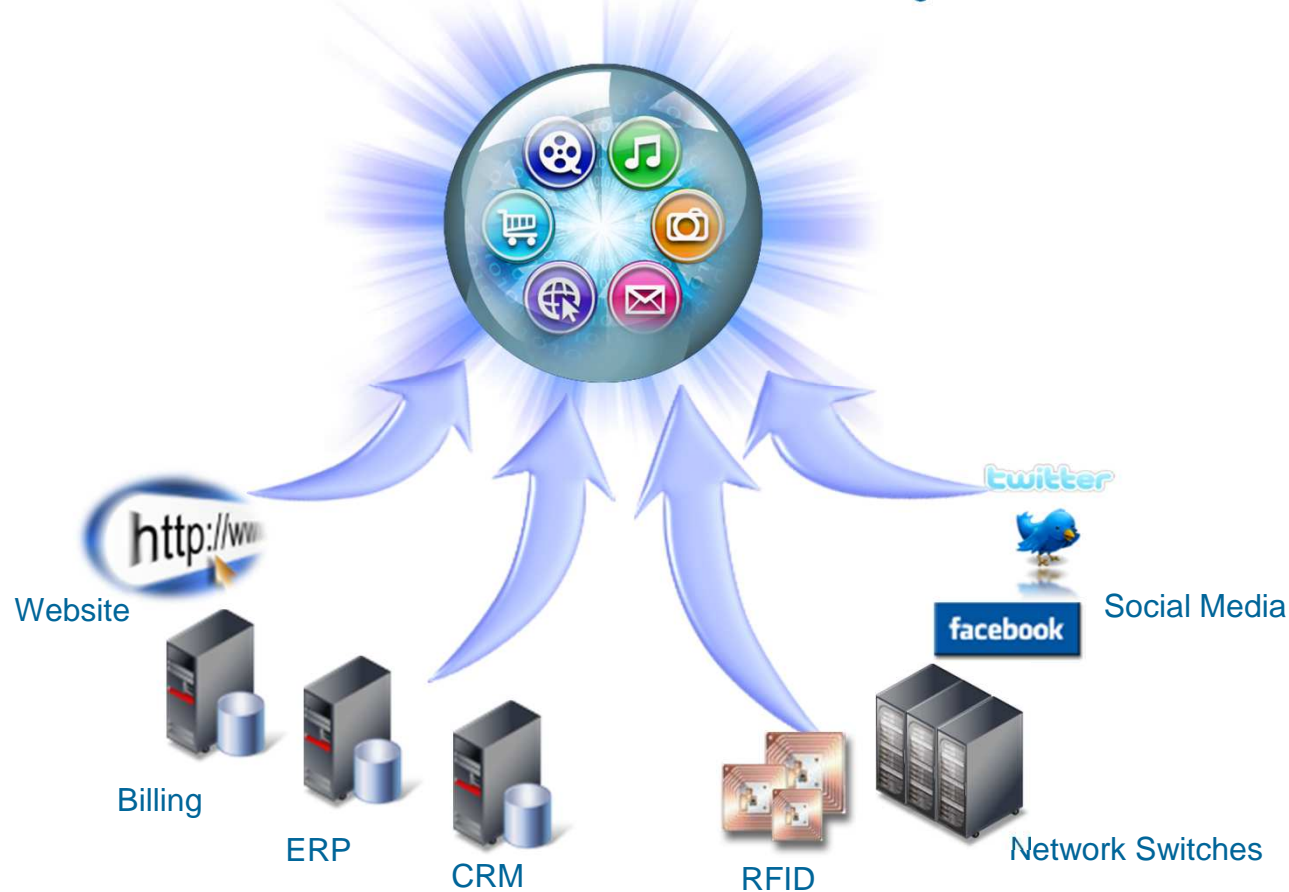 twitter
http://ww
Website
facebook
Social Media
Billing
ERP
CRM
RFID
Network Switches